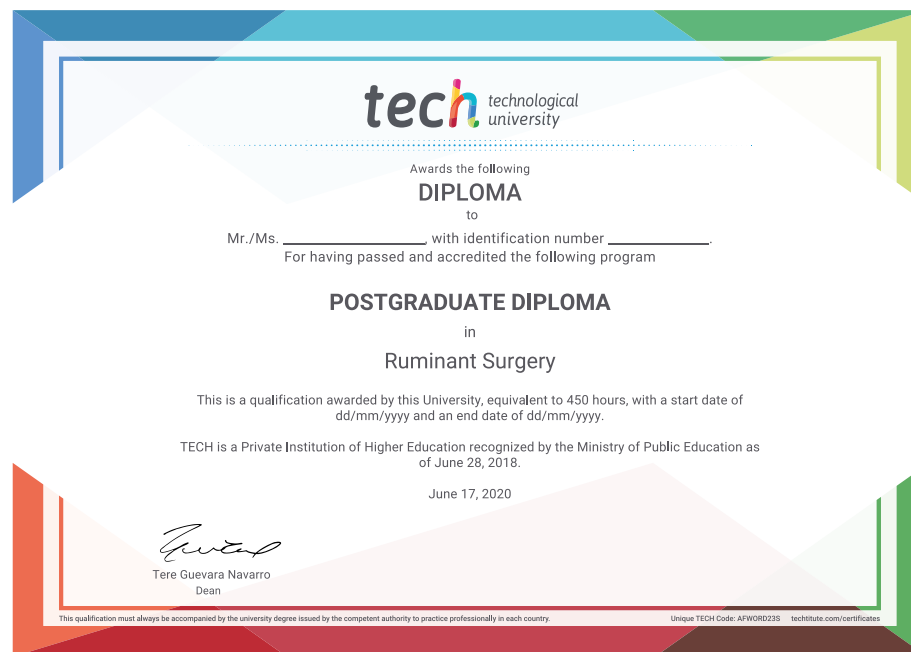 tech technological
university
Awards the following
DIPLOMA
to
Mr./Ms. ____________________, with identification number ______________.
For having passed and accredited the following program
POSTGRADUATE DIPLOMA
in
Ruminant Surgery
This is a qualification awarded by this University, equivalent to 450 hours, with a start date of
dd/mm/yyyy and an end date of dd/mm/yyyy.
TECH is a Private Institution of Higher Education recognized by the Ministry of Public Education as
of June 28, 2018.
June 17, 2020
Tere Guevara Navarro
Dean
This qualification must always be accompanied by the university degree issued by the competent authority to practice professionally in each country. Unique TECH Code: AFWORD23S techtitute.com/certificates